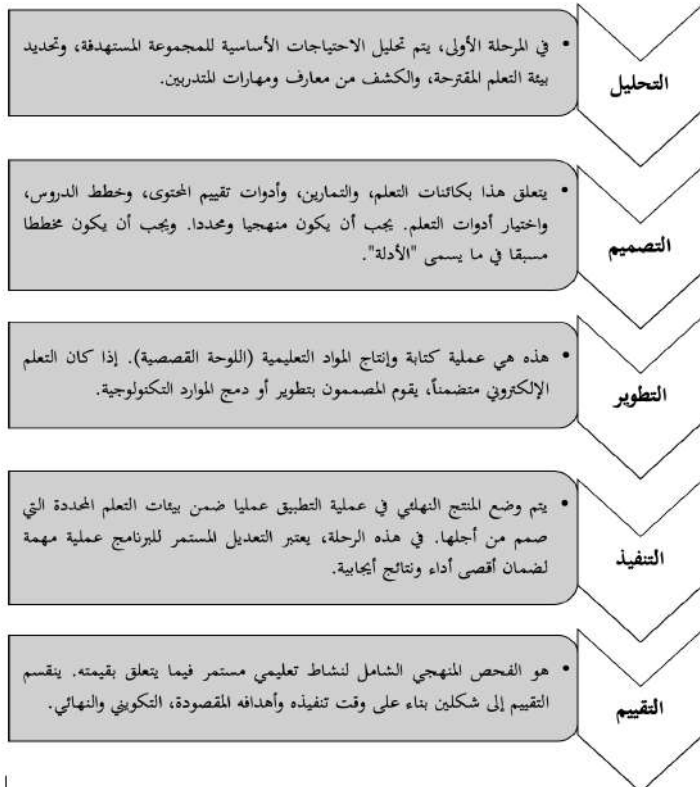 التحليل
• في المرحلة الأولى، يتم تحليل الاحتياجات الأساسية للمجموعة المستهدفة، وتحديد
بيئة التعلم المقترحة، والكشف من معارف ومهارات المتدربين.
التصميم
• يتعلق هذا بكائنات التعلم، والتمارين، وأدوات تقييم المحتوى، وخطط الدروس،
واختيار أدوات التعلم. يجب أن يكون منهجيا ومحددا. ويجب أن يكون مخططا
مسبقا في ما يسمى "الأدلة".
التطوير
• هذه هي عملية كتابة وإنتاج المواد التعليمية (اللوحة القصصية). إذا كان التعلم
الإلكتروني متضمناً، يقوم المصممون بتطوير أو دمج الموارد التكنولوجية.
التنفيذ
• يتم وضع المنتج النهلئي في عملية التطبيق عمليا ضمن بيئات التعلم المحددة التي
صمم من أجلها. في هذه الرحلة، يعتبر التعديل المستمر للبرنامج عملية مهمة
لضمان أقصى أداء ونتائج أيجابية.
التقييم
• هو الفحص المنهجي الشامل لنشاط تعليمي مستمر فيما يتعلق بقيمته. ينقسم
التقييم إلى شكلين بناء على وقت تنفيذه وأهدافه المقصودة، التكويني والنهائي.